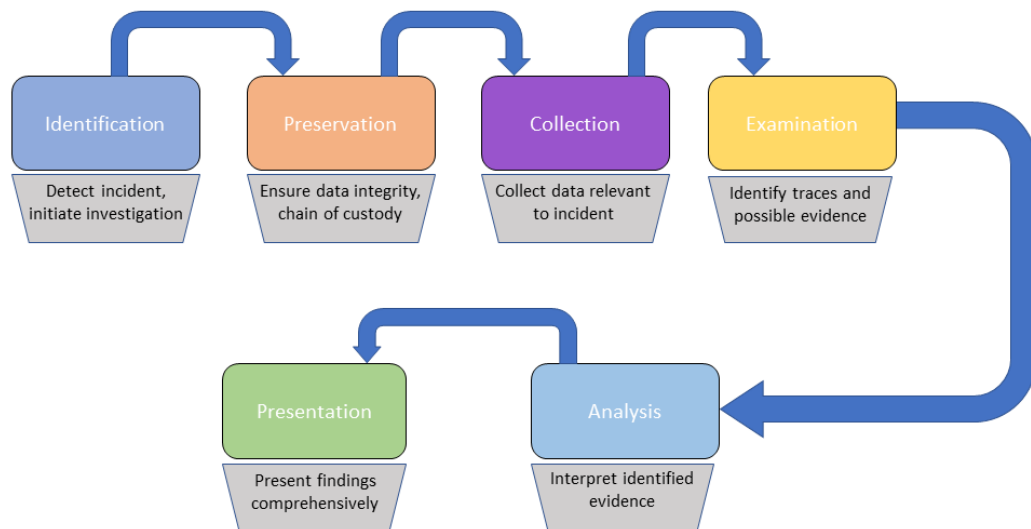 Identification
Detect incident,
initiate investigation
Preservation
Ensure data integrity,
chain of custody
Collection
Collect data relevant
to incident
Examination
Identify traces and
possible evidence
Analysis
Interpret identified
evidence
Presentation
Present findings
comprehensively